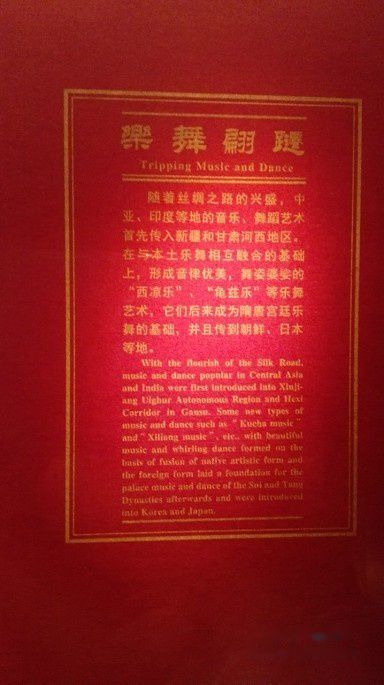 樂舞翩躚
Tripping Music and Dance
随着丝绸之路的兴盛，中
亚、印度等地的音乐、舞蹈艺术
首先传入新疆和甘肃河西地区。
在与本土乐舞相互融合的基础
上，形成音律优美，舞姿婆娑的
“西凉乐”、“龟兹乐”等乐舞
艺术，它们后来成为隋唐宫廷乐
舞的基础，并且传到朝鲜、日本
等地。
With the flourish of the Silk Road,
music and dance popular in Central Asia
and India were first introduced into Xinji-
ang Uighur Autonomous Region and Hexi
Corridor in Gansu. Some new types of
music and dance such as "Kucha music"
and "Xiliang music", etc., with beautiful
music and whirling dance formed on the
basis of fusion of native artistic form and
the foreign form laid a foundation for the
palace music and dance of the Sui and Tang
Dynasties afterwards and were introduced
into Korea and Japan.